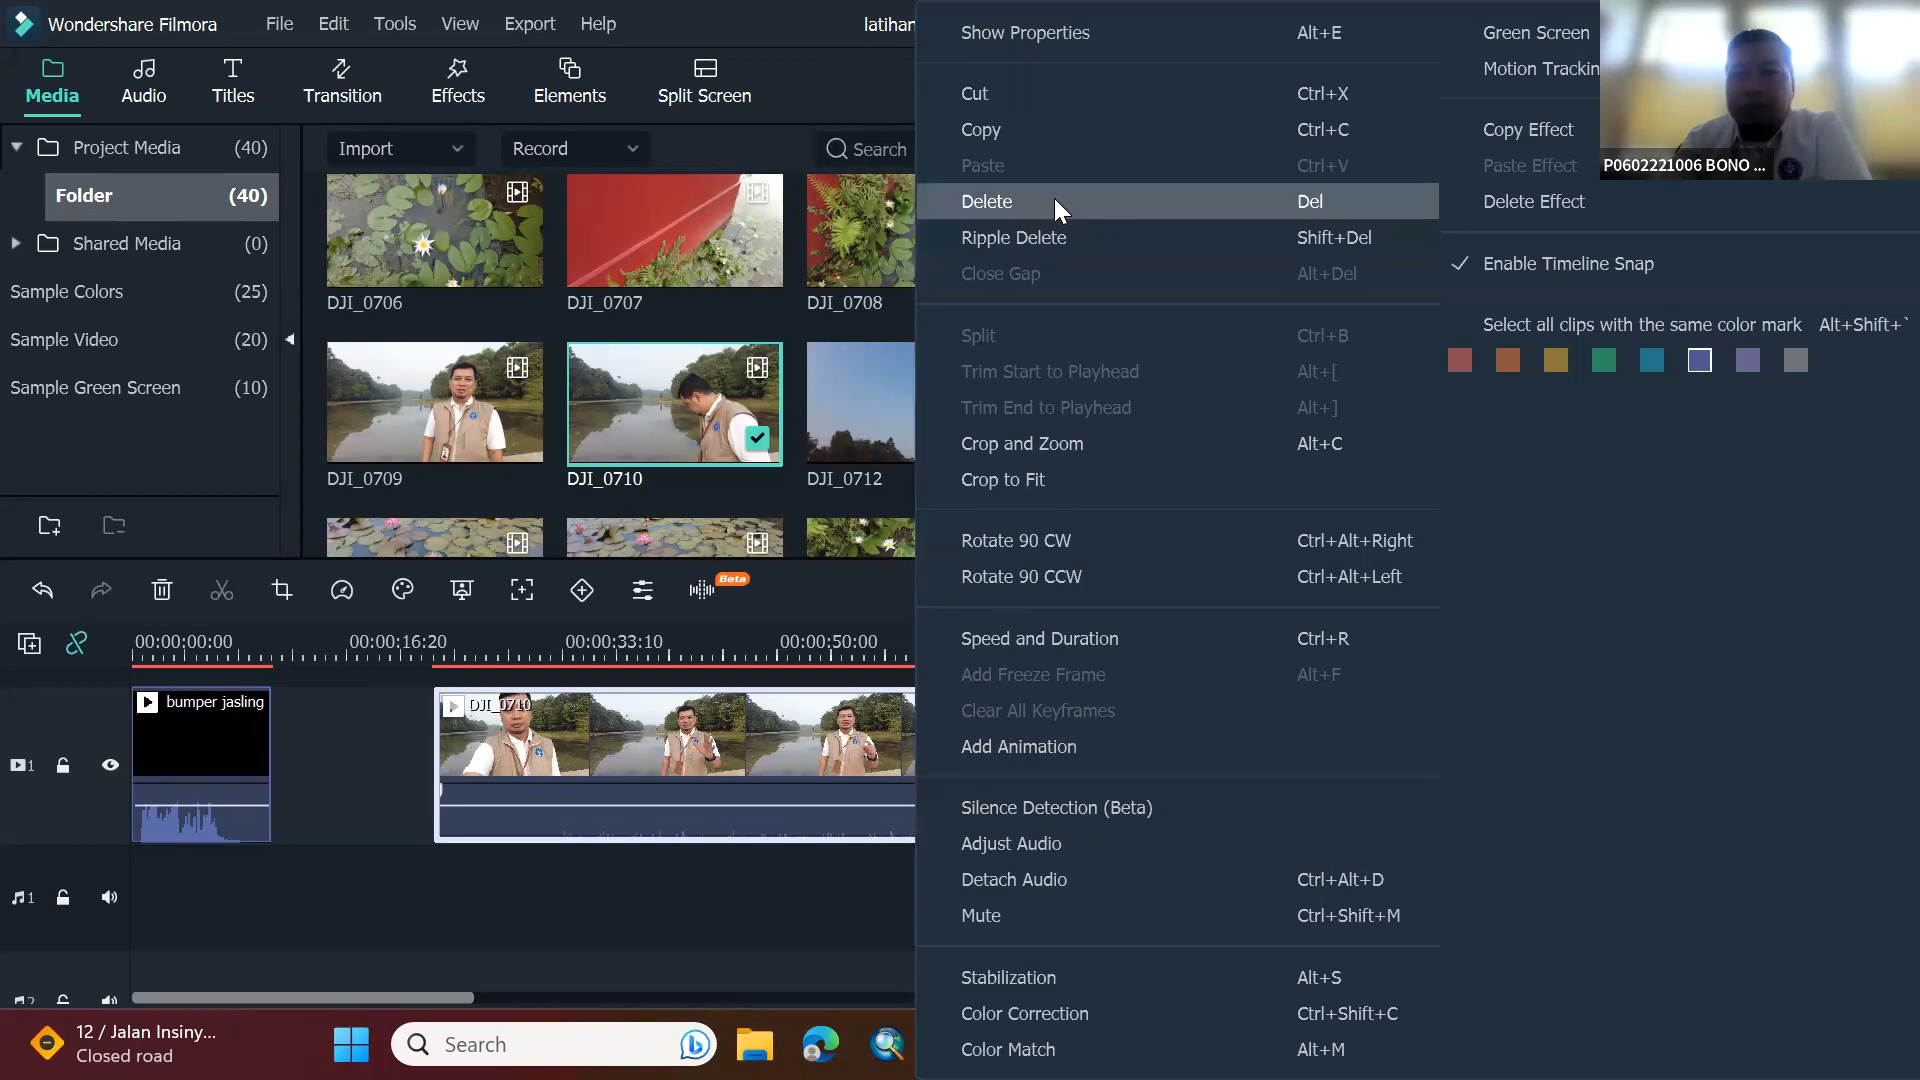 Wondershare Filmora
File Edit Tools View Export Help
latihan
Media Audio Titles Transition Effects Elements Split Screen
Project Media (40)
Folder (40)
Shared Media (0)
Sample Colors (25)
Sample Video (20)
Sample Green Screen (10)
Import Record Search
DJI_0706 DJI_0707 DJI_0708
DJI_0709 DJI_0710 DJI_0712
Beta
00:00:00:00 00:00:16:20 00:00:33:10 00:00:50:00
bumper jasling
DJI_0710
1
1
2
12 / Jalan Insiny...
Closed road
Search
Show Properties Alt+E
Cut Ctrl+X
Copy Ctrl+C
Paste Ctrl+V
Delete Del
Ripple Delete Shift+Del
Close Gap Alt+Del
Split Ctrl+B
Trim Start to Playhead Alt+[
Trim End to Playhead Alt+]
Crop and Zoom Alt+C
Crop to Fit
Rotate 90 CW Ctrl+Alt+Right
Rotate 90 CCW Ctrl+Alt+Left
Speed and Duration Ctrl+R
Add Freeze Frame Alt+F
Clear All Keyframes
Add Animation
Silence Detection (Beta)
Adjust Audio
Detach Audio Ctrl+Alt+D
Mute Ctrl+Shift+M
Stabilization Alt+S
Color Correction Ctrl+Shift+C
Color Match Alt+M
Green Screen
Motion Trackin
Copy Effect
Paste Effect
Delete Effect
Enable Timeline Snap
Select all clips with the same color mark Alt+Shift+`
P0602221006 BONO ...